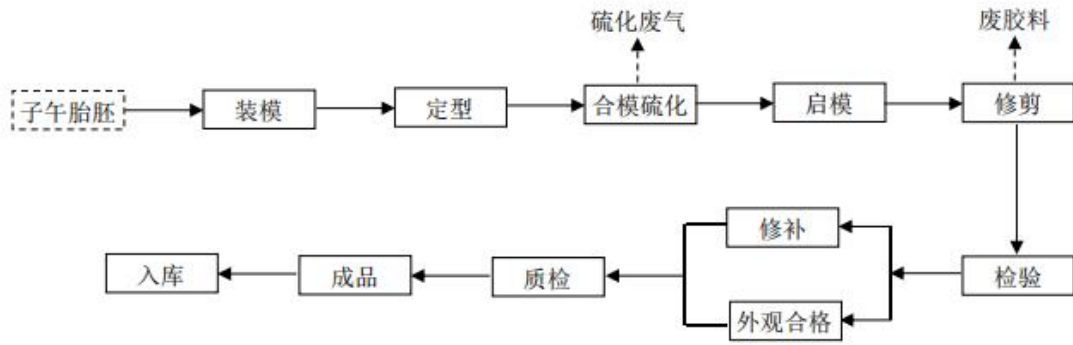 硫化废气
废胶料
子午胎胚
装模
定型
合模硫化
启模
修剪
修补
入库
成品
质检
检验
外观合格